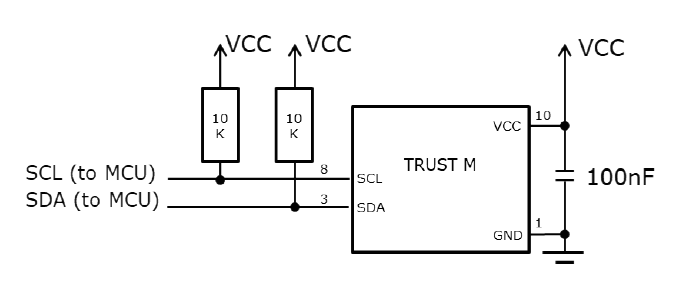 VCC VCC VCC
10 K 10 K
10
VCC
TRUST M
SCL (to MCU) 8 SCL
100nF
SDA (to MCU) 3 SDA
1
GND